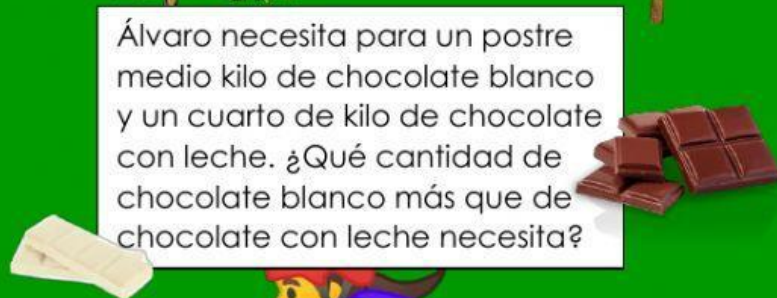 Álvaro necesita para un postre
medio kilo de chocolate blanco
y un cuarto de kilo de chocolate
con leche. ¿Qué cantidad de
chocolate blanco más que de
chocolate con leche necesita?